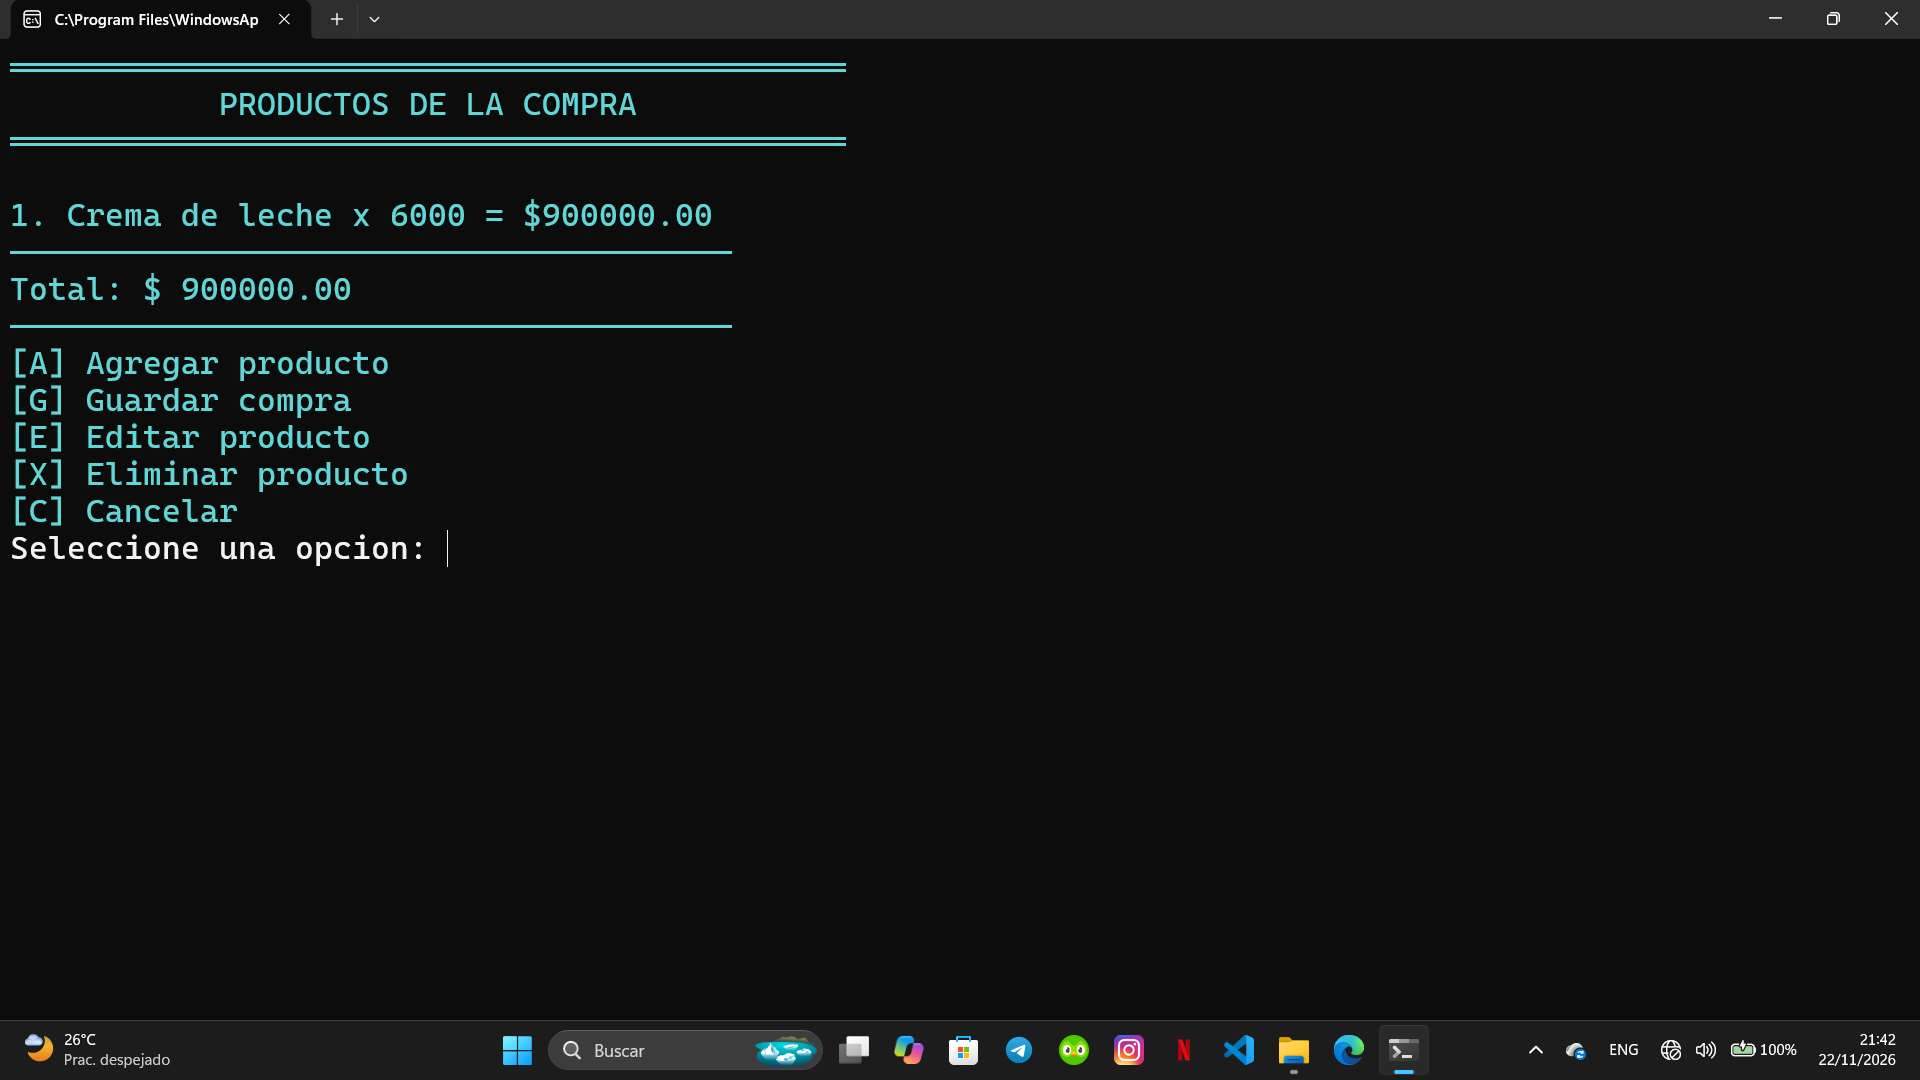 C:\Program Files\WindowsAp
PRODUCTOS DE LA COMPRA
1. Crema de leche x 6000 = $900000.00
Total: $ 900000.00
[A] Agregar producto
[G] Guardar compra
[E] Editar producto
[X] Eliminar producto
[C] Cancelar
Seleccione una opcion:
26°C
Prac. despejado
Buscar
ENG
100%
21:42
22/11/2026